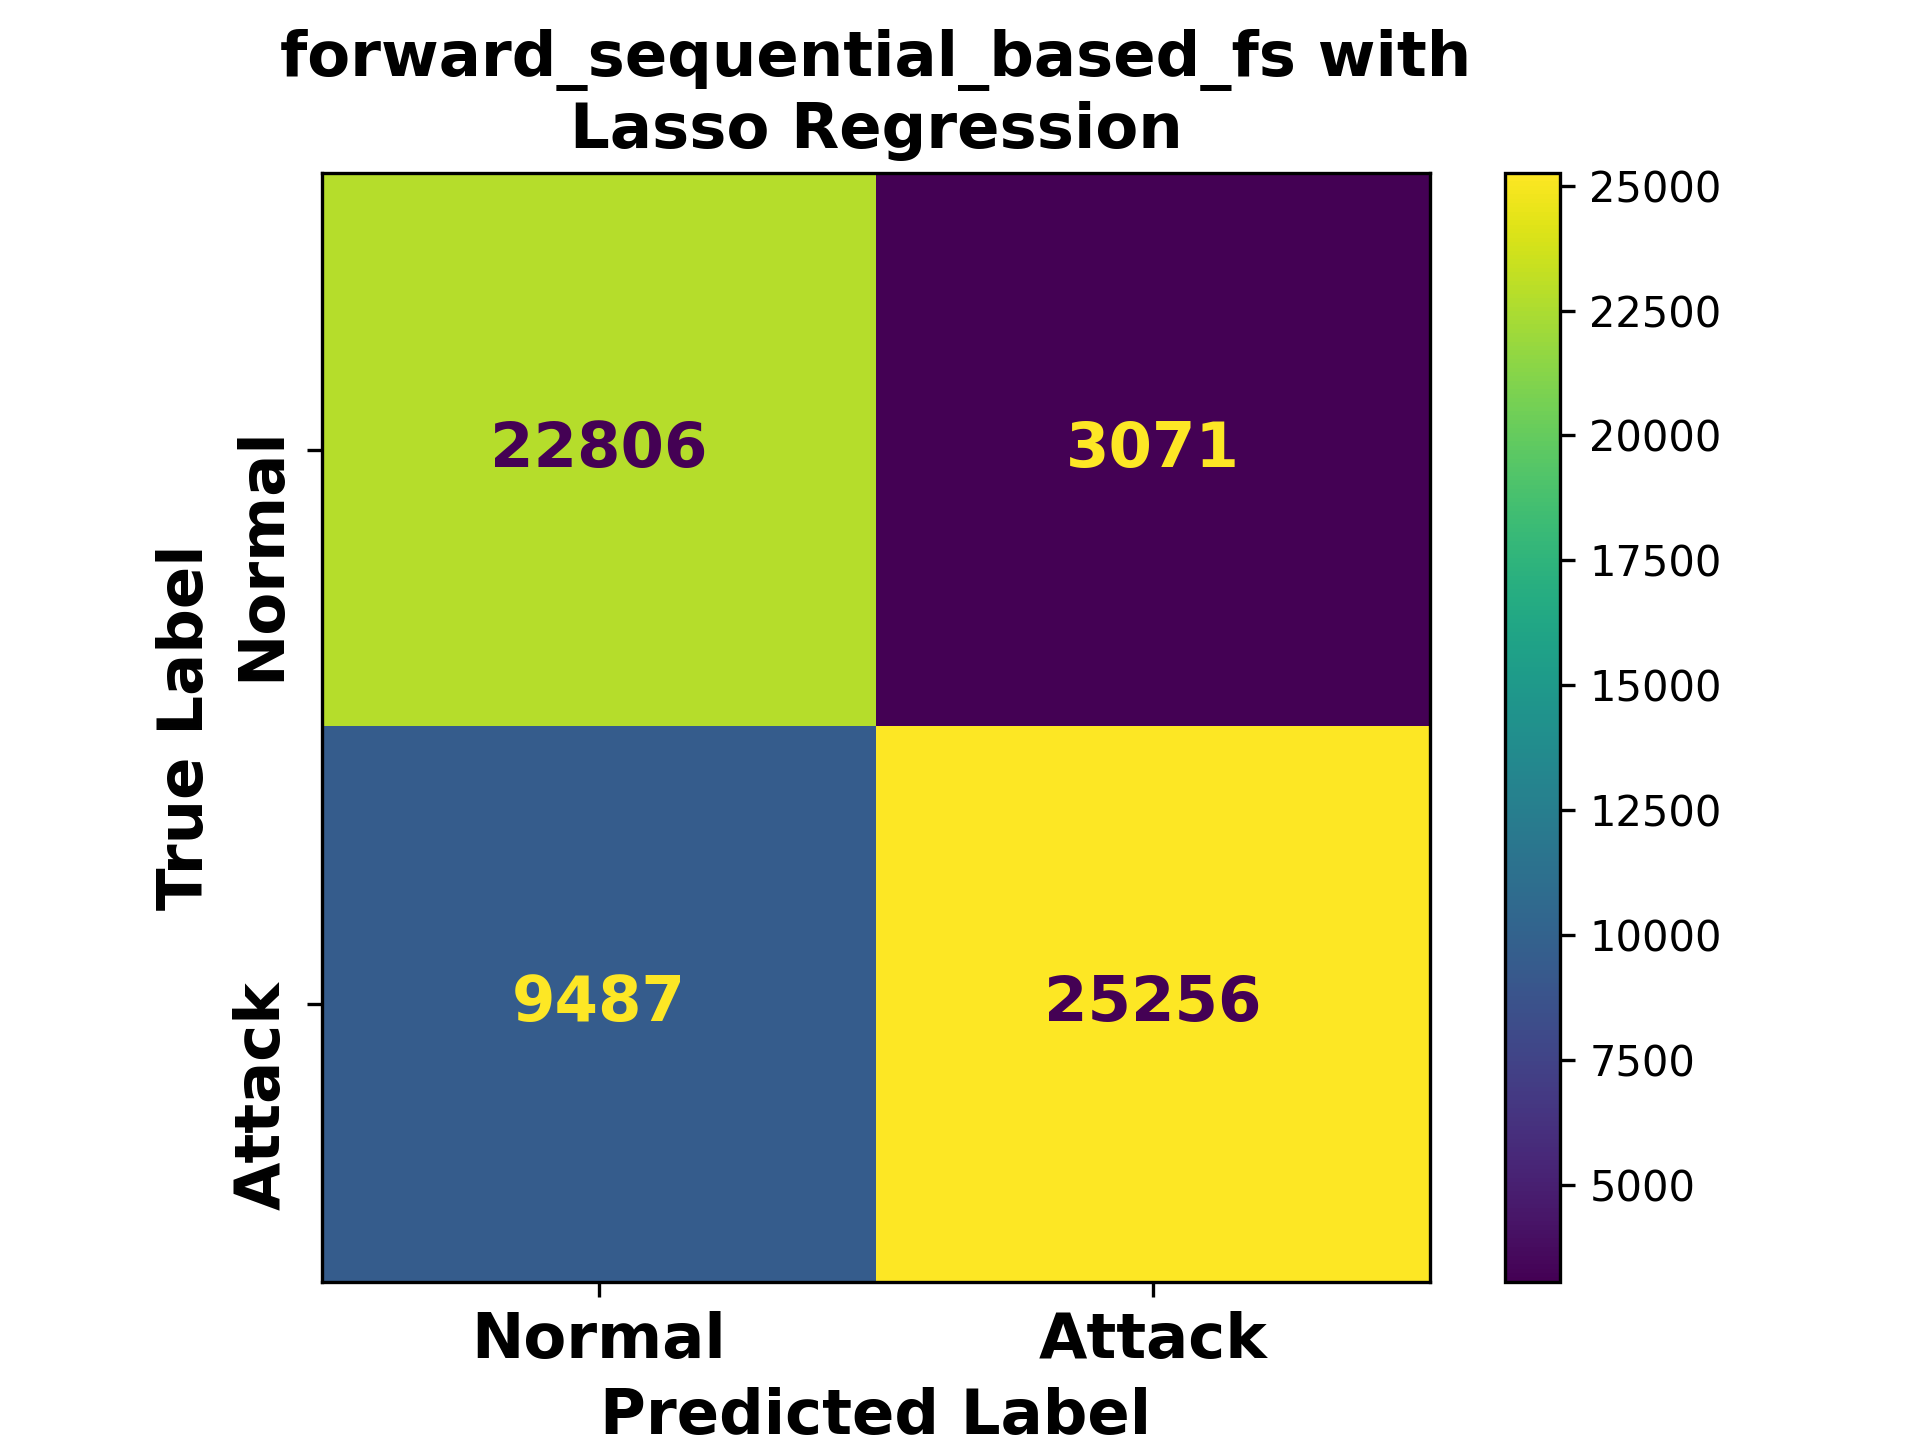 forward_sequential_based_fs with
Lasso Regression
True Label
Normal
Attack
22806
3071
9487
25256
Normal
Attack
Predicted Label
25000
22500
20000
17500
15000
12500
10000
7500
5000